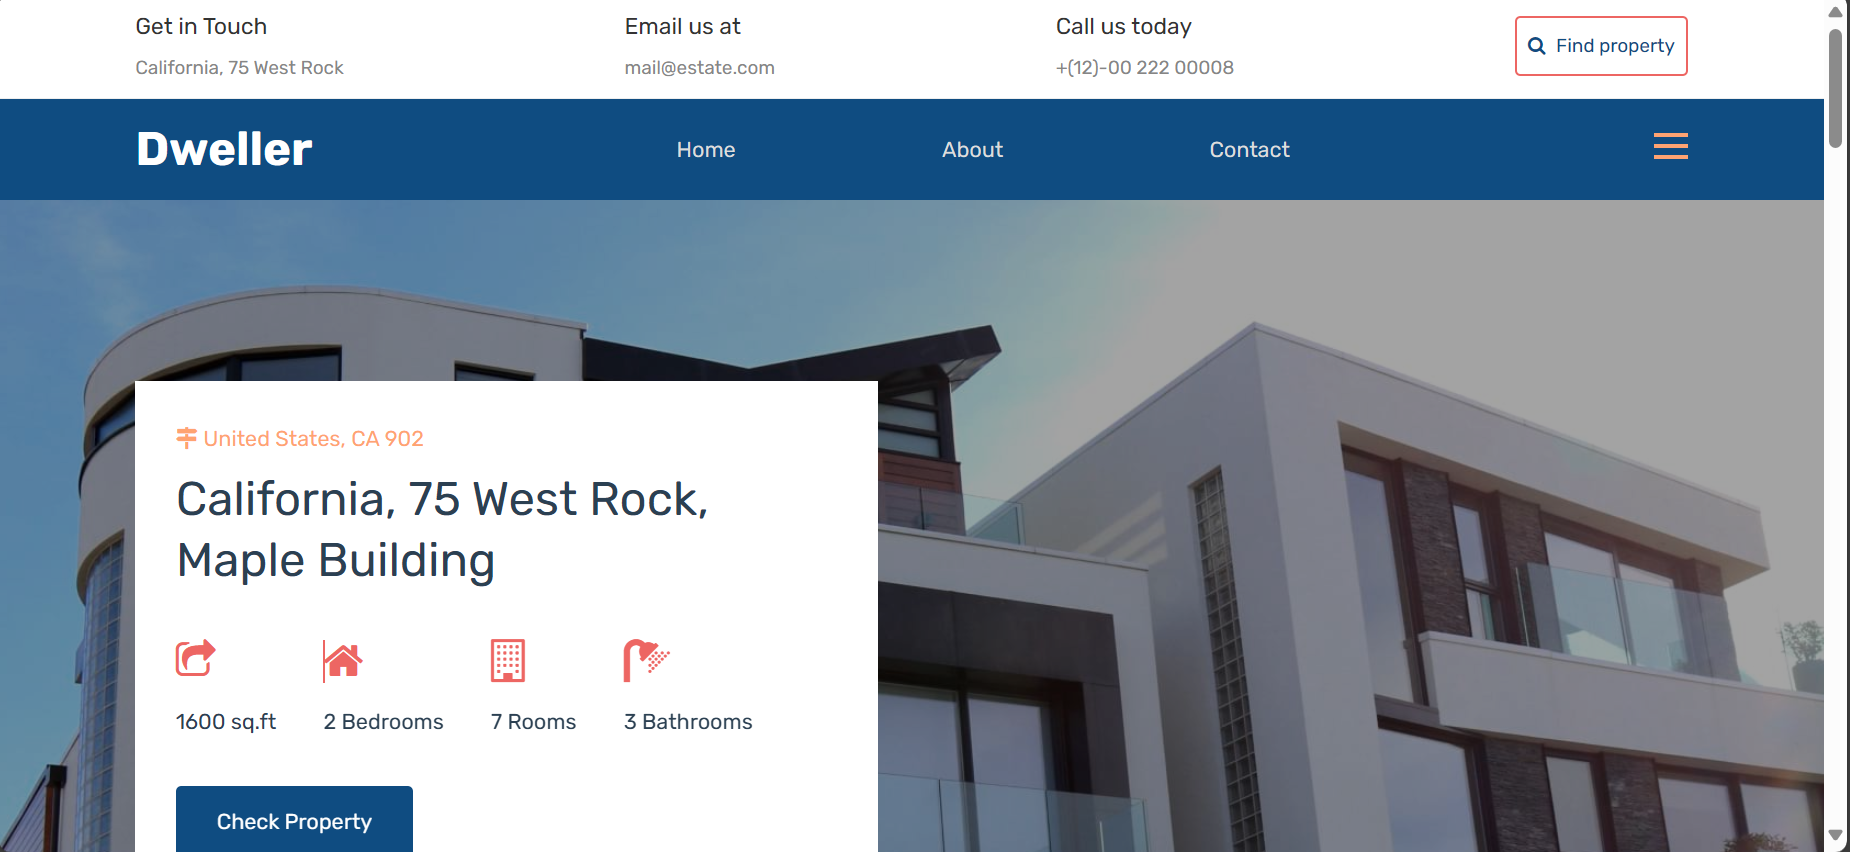 Get in Touch
California, 75 West Rock
Email us at
mail@estate.com
Call us today
+(12)-00 222 00008
Find property
Dweller
Home
About
Contact
United States, CA 902
California, 75 West Rock,
Maple Building
1600 sq.ft
2 Bedrooms
7 Rooms
3 Bathrooms
Check Property